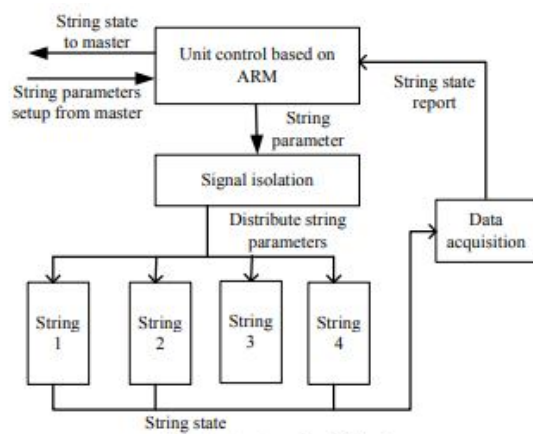 String state
to master
Unit control based on
ARM
String parameters
setup from master
String state
report
String
parameter
Signal isolation
Distribute string
parameters
Data
acquisition
String
1
String
2
String
3
String
4
String state